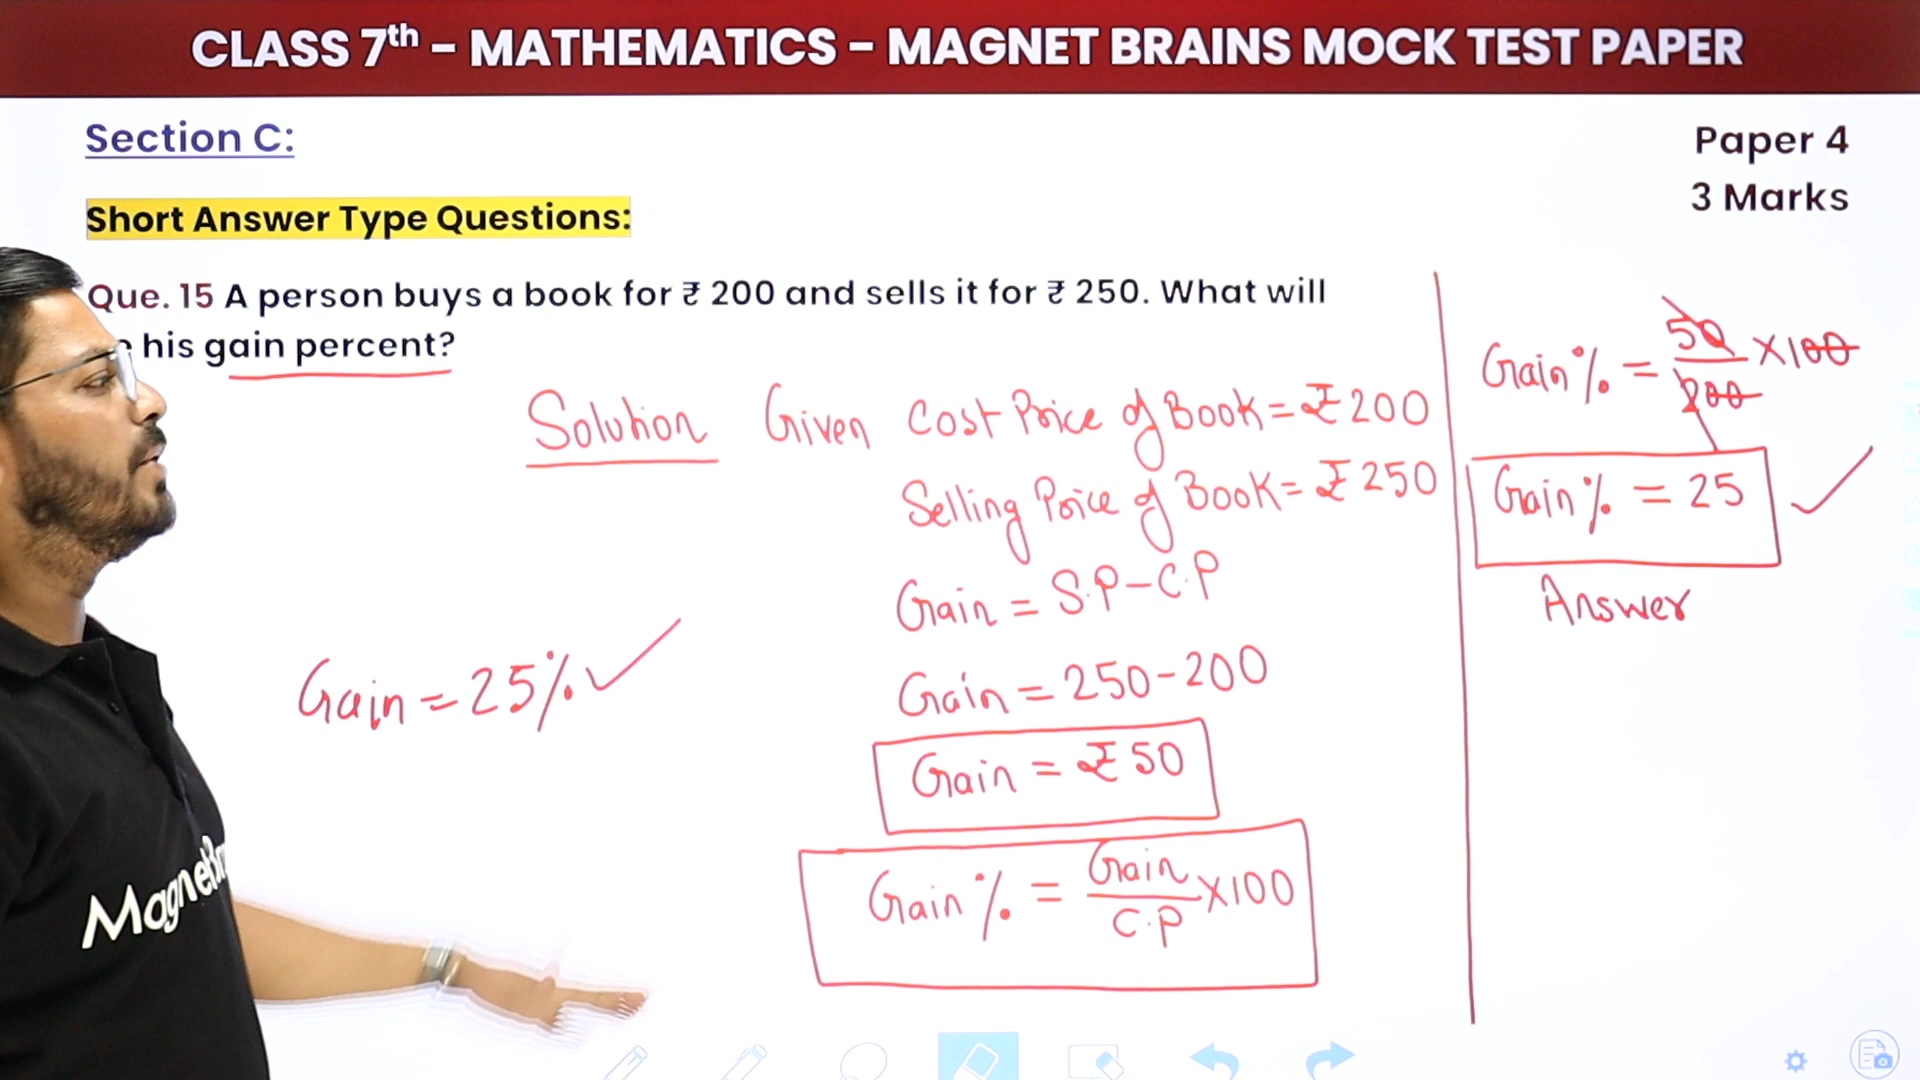 CLASS 7th – MATHEMATICS – MAGNET BRAINS MOCK TEST PAPER
Section C:
Paper 4
3 Marks
Short Answer Type Questions:
Que. 15 A person buys a book for ₹ 200 and sells it for ₹ 250. What will
his gain percent?
Solution Given Cost Price of Book = ₹ 200
Selling Price of Book = ₹ 250
Gain = S.P – C.P
Gain = 250 – 200
Gain = ₹ 50
Gain % = Gain/C.P × 100
Gain = 25%
Gain % = 50/200 × 100
Gain % = 25
Answer